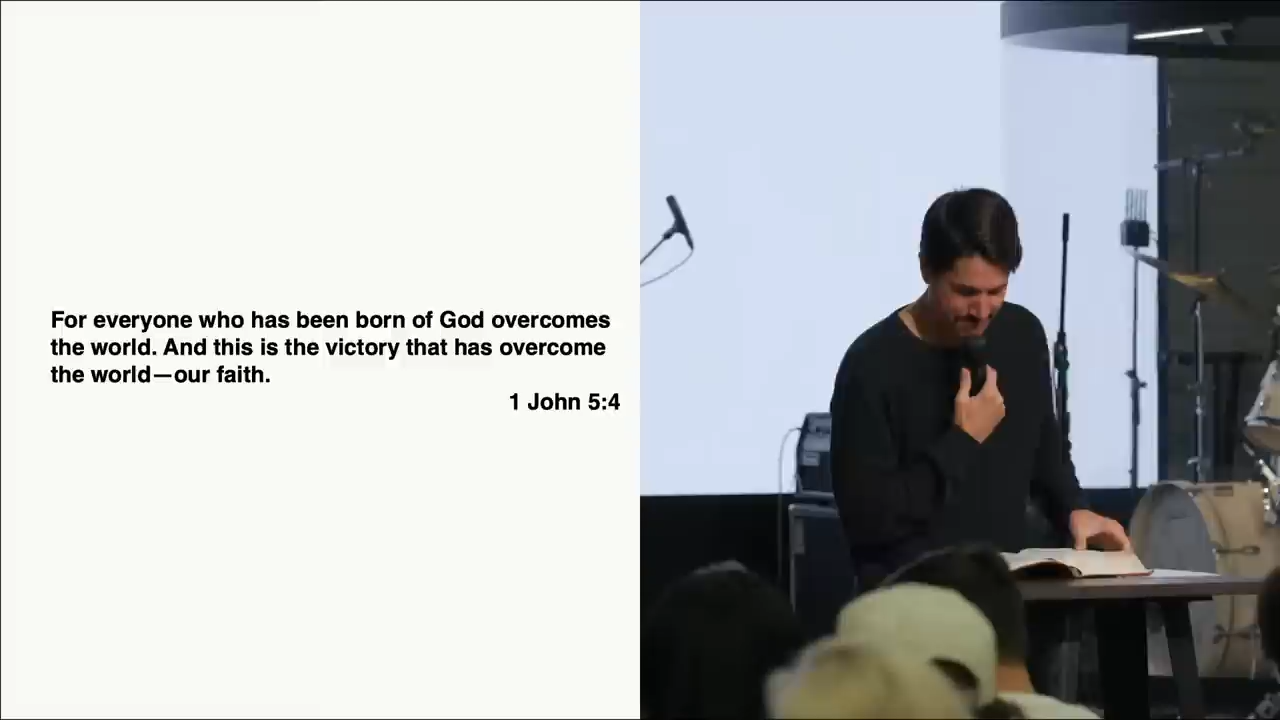 For everyone who has been born of God overcomes
the world. And this is the victory that has overcome
the world—our faith.
1 John 5:4